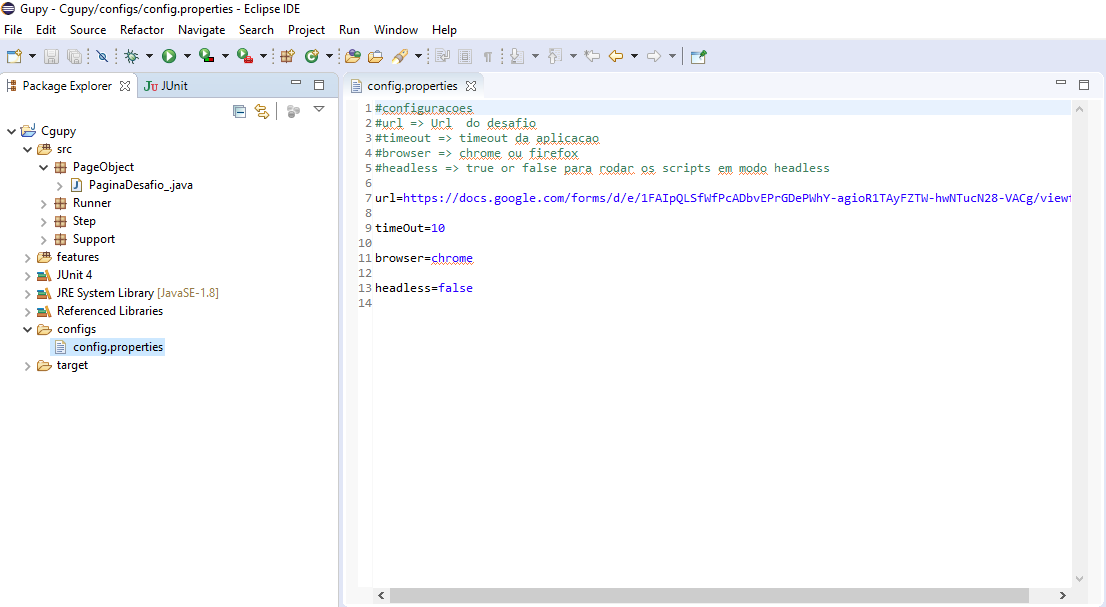 Gupy - Cgupy/configs/config.properties - Eclipse IDE
File Edit Source Refactor Navigate Search Project Run Window Help
Package Explorer
JUnit
Cgupy
src
PageObject
PaginaDesafio_.java
Runner
Step
Support
features
JUnit 4
JRE System Library [JavaSE-1.8]
Referenced Libraries
configs
config.properties
target
config.properties
1 #configuracoes
2 #url => Url  do desafio
3 #timeout => timeout da aplicacao
4 #browser => chrome ou firefox
5 #headless => true or false para rodar os scripts em modo headless
6
7 url=https://docs.google.com/forms/d/e/1FAIpQLSfWfPcADbvEPrGDePWhY-agioR1TAyFZTW-hwNTucN28-VACg/view
8
9 timeOut=10
10
11 browser=chrome
12
13 headless=false
14